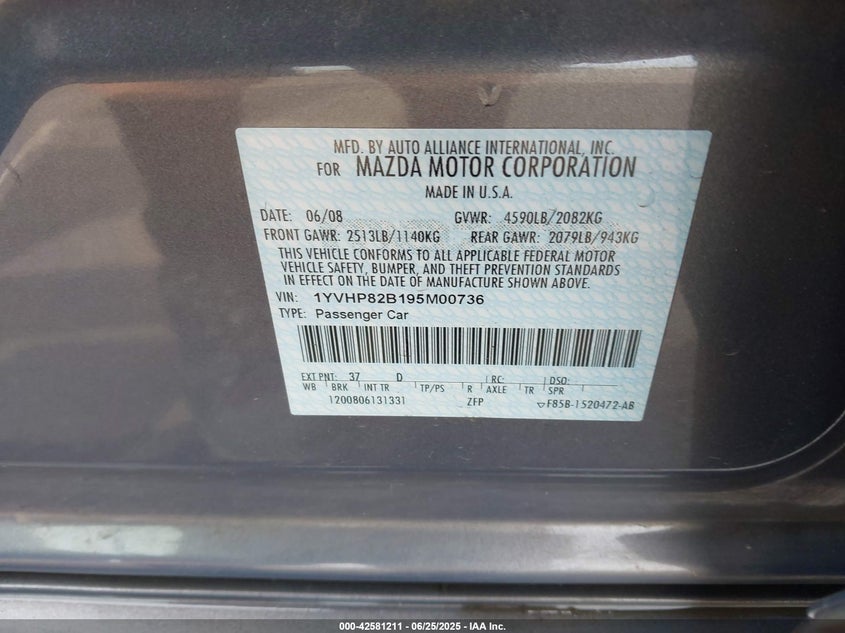 MFD. BY AUTO ALLIANCE INTERNATIONAL, INC.
FOR MAZDA MOTOR CORPORATION
MADE IN U.S.A.
DATE: 06/08 GVWR: 4590LB/2082KG
FRONT GAWR: 2513LB/1140KG REAR GAWR: 2079LB/943KG
THIS VEHICLE CONFORMS TO ALL APPLICABLE FEDERAL MOTOR
VEHICLE SAFETY, BUMPER, AND THEFT PREVENTION STANDARDS
IN EFFECT ON THE DATE OF MANUFACTURE SHOWN ABOVE.
VIN: 1YVHP82B195M00736
TYPE: Passenger Car
EXT PNT: 37 D RC: DSO:
WB BRK INT TR TP/PS R AXLE TR SPR
1200806131331 ZFP F85B-1520472-AB
000-42581211 - 06/25/2025 - IAA Inc.